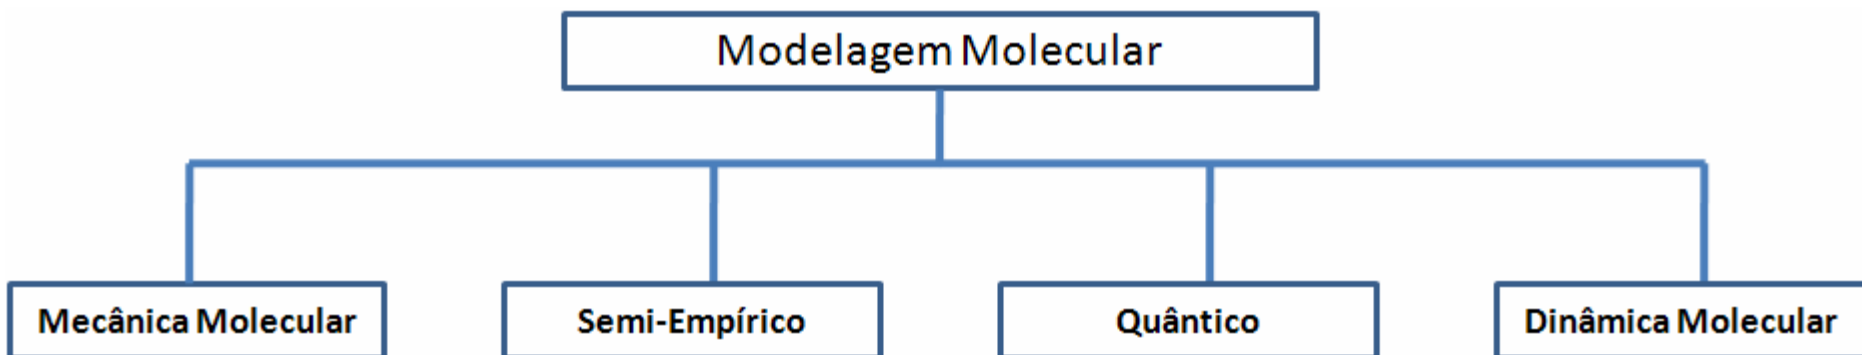 Modelagem Molecular
Mecânica Molecular
Semi-Empírico
Quântico
Dinâmica Molecular